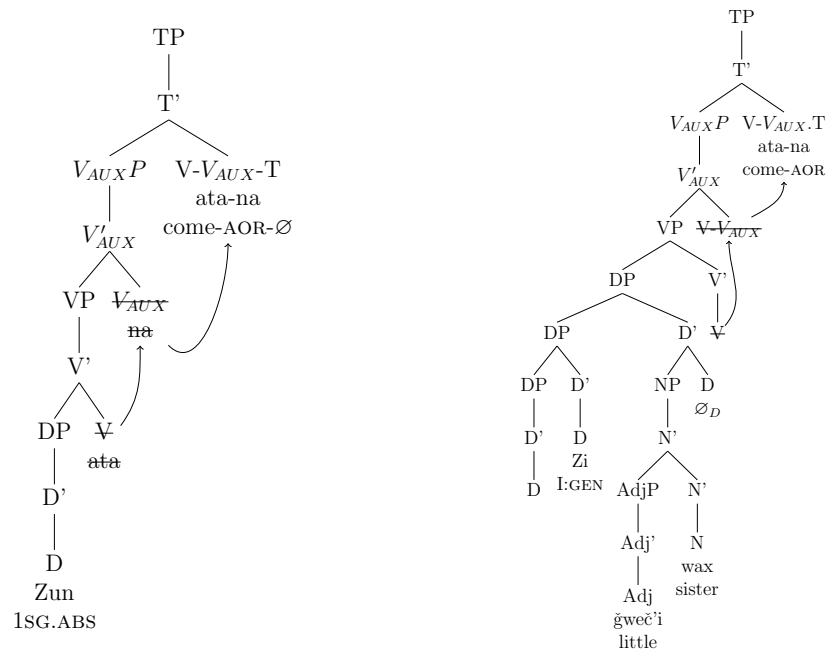 TP
T'
V_AUX P V-V_AUX-T
ata-na
come-AOR-∅
V'_AUX
VP V_AUX
na
V'
DP V
ata
D'
D
Zun
1SG.ABS
TP
T'
V_AUX P V-V_AUX.T
ata-na
come-AOR
V'_AUX
VP V-V_AUX
DP V'
DP D' V
DP D' NP D
∅_D
D' D N'
Zi
I:GEN
D AdjP N'
Adj' N
wax
sister
Adj
ğweč'i
little